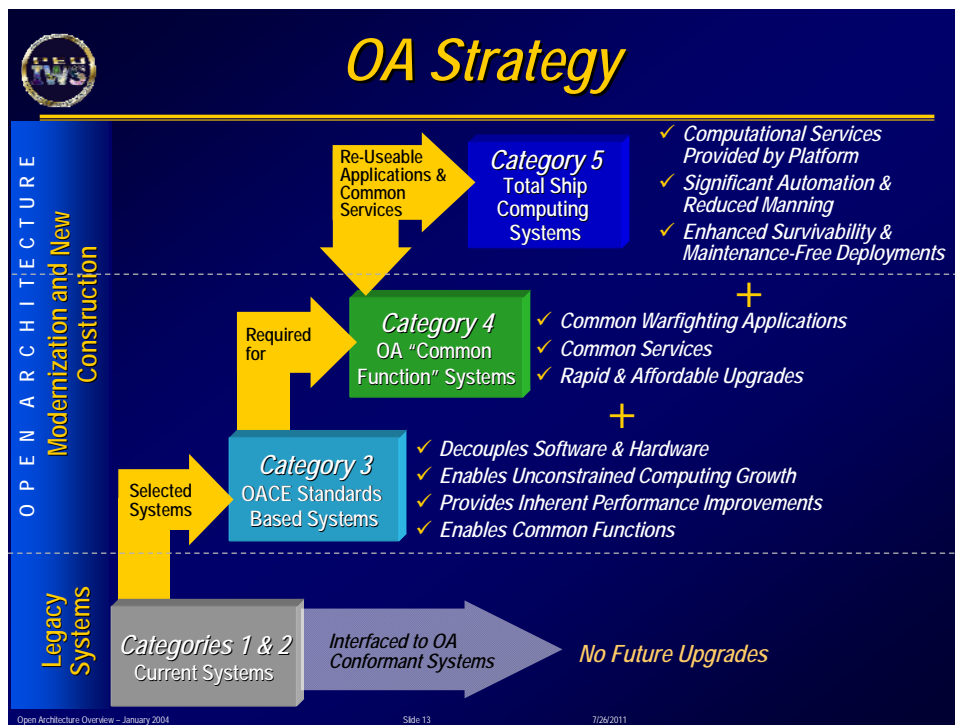 IWS
OA Strategy
OPEN ARCHITECTURE
Modernization and New
Construction
Legacy
Systems
Re-Useable
Applications &
Common
Services
Category 5
Total Ship
Computing
Systems
✓ Computational Services
Provided by Platform
✓ Significant Automation &
Reduced Manning
✓ Enhanced Survivability &
Maintenance-Free Deployments
+
Required
for
Category 4
OA “Common
Function” Systems
✓ Common Warfighting Applications
✓ Common Services
✓ Rapid & Affordable Upgrades
+
Selected
Systems
Category 3
OACE Standards
Based Systems
✓ Decouples Software & Hardware
✓ Enables Unconstrained Computing Growth
✓ Provides Inherent Performance Improvements
✓ Enables Common Functions
Categories 1 & 2
Current Systems
Interfaced to OA
Conformant Systems
No Future Upgrades
Open Architecture Overview – January 2004
Slide 13
7/26/2011